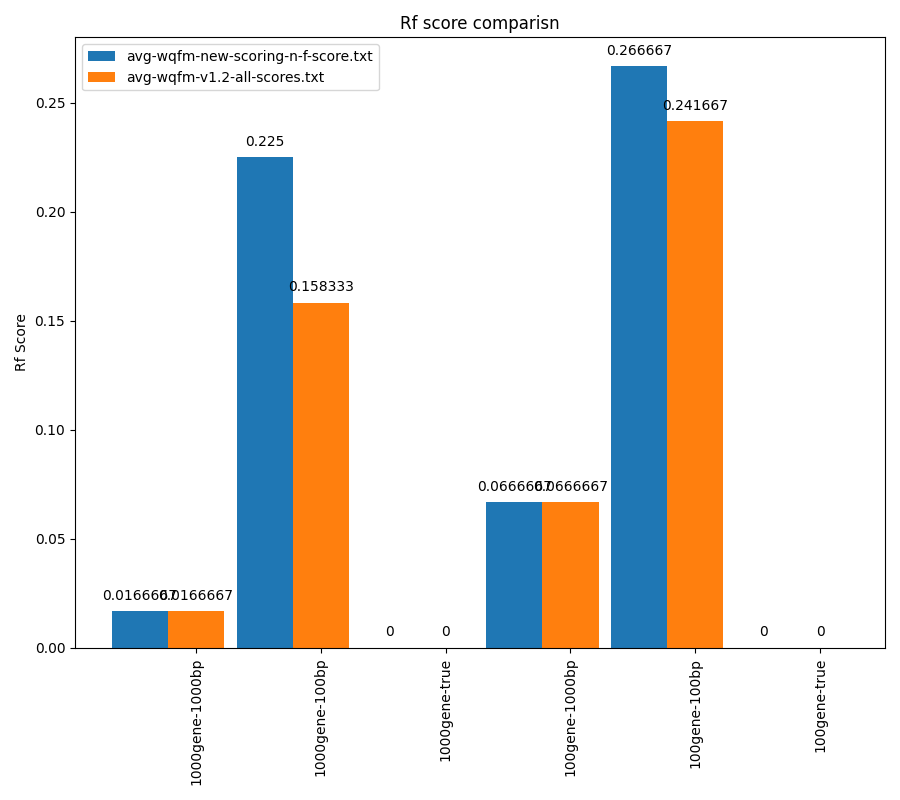 Rf score comparisn
avg-wqfm-new-scoring-n-f-score.txt
avg-wqfm-v1.2-all-scores.txt
Rf Score
0.25
0.20
0.15
0.10
0.05
0.00
0.0166667
0.0166667
0.225
0.158333
0
0
0.0666667
0.0666667
0.266667
0.241667
0
0
1000gene-1000bp
1000gene-100bp
1000gene-true
100gene-1000bp
100gene-100bp
100gene-true